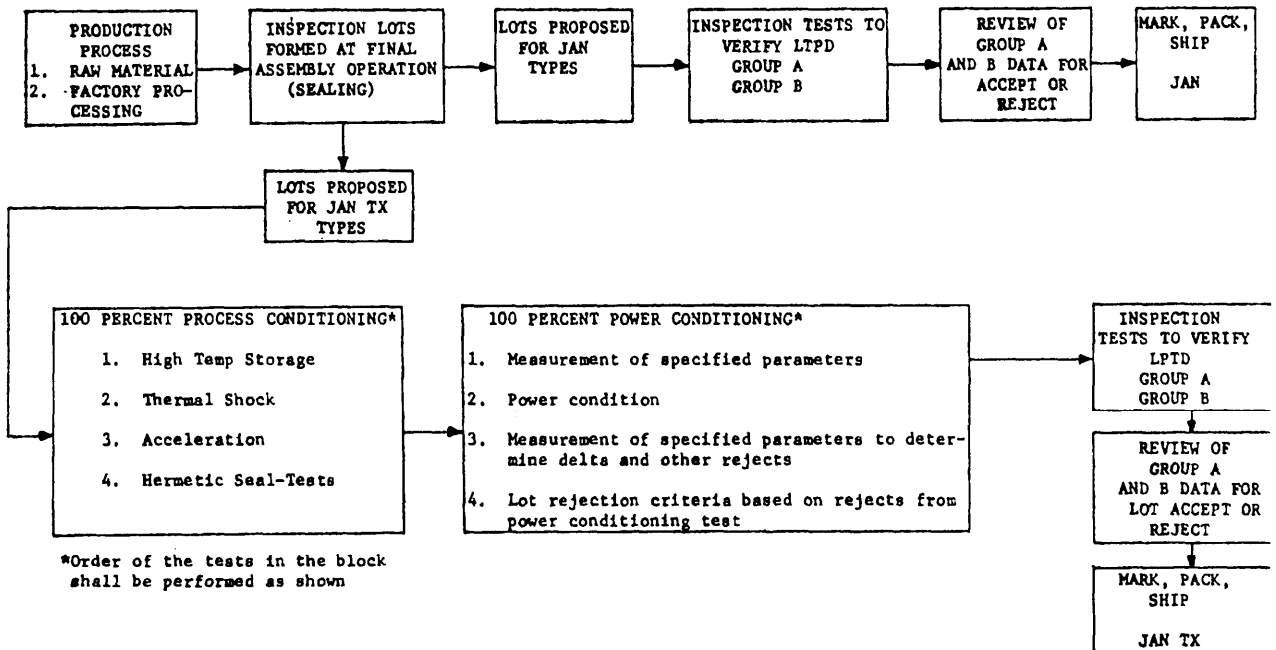 PRODUCTION
PROCESS
1. RAW MATERIAL
2. FACTORY PRO-
CESSING
INSPECTION LOTS
FORMED AT FINAL
ASSEMBLY OPERATION
(SEALING)
LOTS PROPOSED
FOR JAN
TYPES
INSPECTION TESTS TO
VERIFY LTPD
GROUP A
GROUP B
REVIEW OF
GROUP A
AND B DATA FOR
ACCEPT OR
REJECT
MARK, PACK,
SHIP
JAN
LOTS PROPOSED
FOR JAN TX
TYPES
100 PERCENT PROCESS CONDITIONING*
1. High Temp Storage
2. Thermal Shock
3. Acceleration
4. Hermetic Seal-Tests
*Order of the tests in the block
shall be performed as shown
100 PERCENT POWER CONDITIONING*
1. Measurement of specified parameters
2. Power condition
3. Measurement of specified parameters to deter-
mine delta and other rejects
4. Lot rejection criteria based on rejects from
power conditioning test
INSPECTION
TESTS TO VERIFY
LPTD
GROUP A
GROUP B
REVIEW OF
GROUP A
AND B DATA FOR
LOT ACCEPT OR
REJECT
MARK, PACK,
SHIP
JAN TX